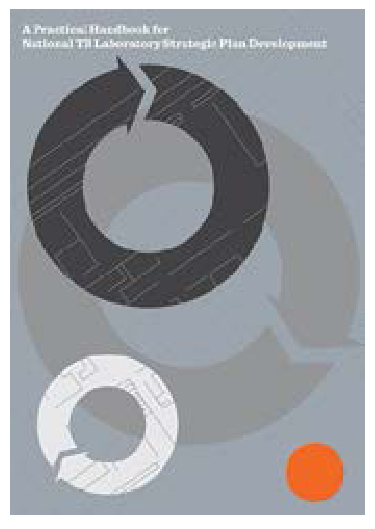 A Practical Handbook for
National TB Laboratory Strategic Plan Development